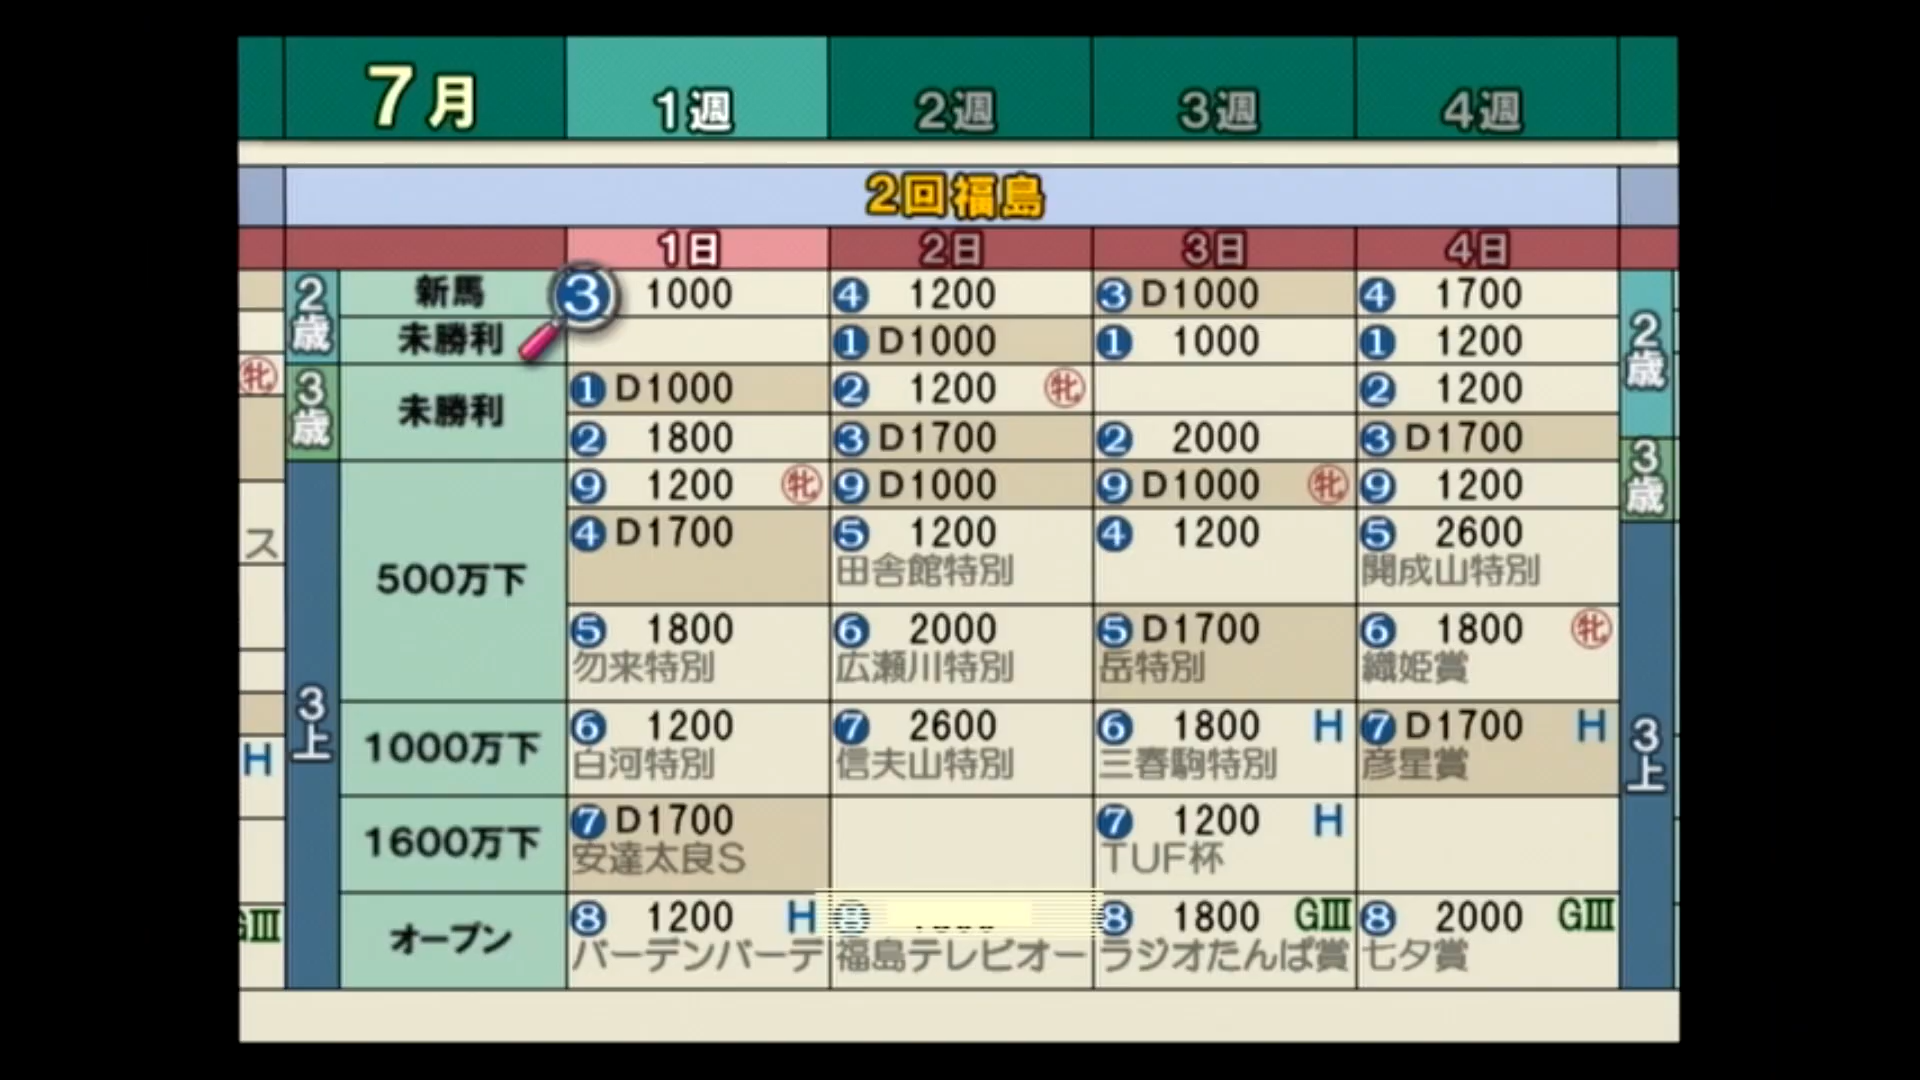 7月 1週 2週 3週 4週
2回福島
1日 2日 3日 4日
2歳 新馬 3 1000 4 1200 3 D1000 4 1700 2歳
未勝利 1 D1000 1 1000 1 1200
牝
3歳 未勝利 1 D1000 2 1200 牝 2 1200
2 1800 3 D1700 2 2000 3 D1700 3歳
3上 500万下 9 1200 牝 9 D1000 9 D1000 牝 9 1200
ス 4 D1700 5 1200 4 1200 5 2600 3上
田舎館特別 開成山特別
5 1800 6 2000 5 D1700 6 1800 牝
勿来特別 広瀬川特別 岳特別 織姫賞
H 1000万下 6 1200 7 2600 6 1800 H 7 D1700 H
白河特別 信夫山特別 三春駒特別 彦星賞
1600万下 7 D1700 7 1200 H
安達太良S TUF杯
GⅢ オープン 8 1200 H 8 8 1800 GⅢ 8 2000 GⅢ
バーデンバーデ 福島テレビオー ラジオたんぱ賞 七夕賞